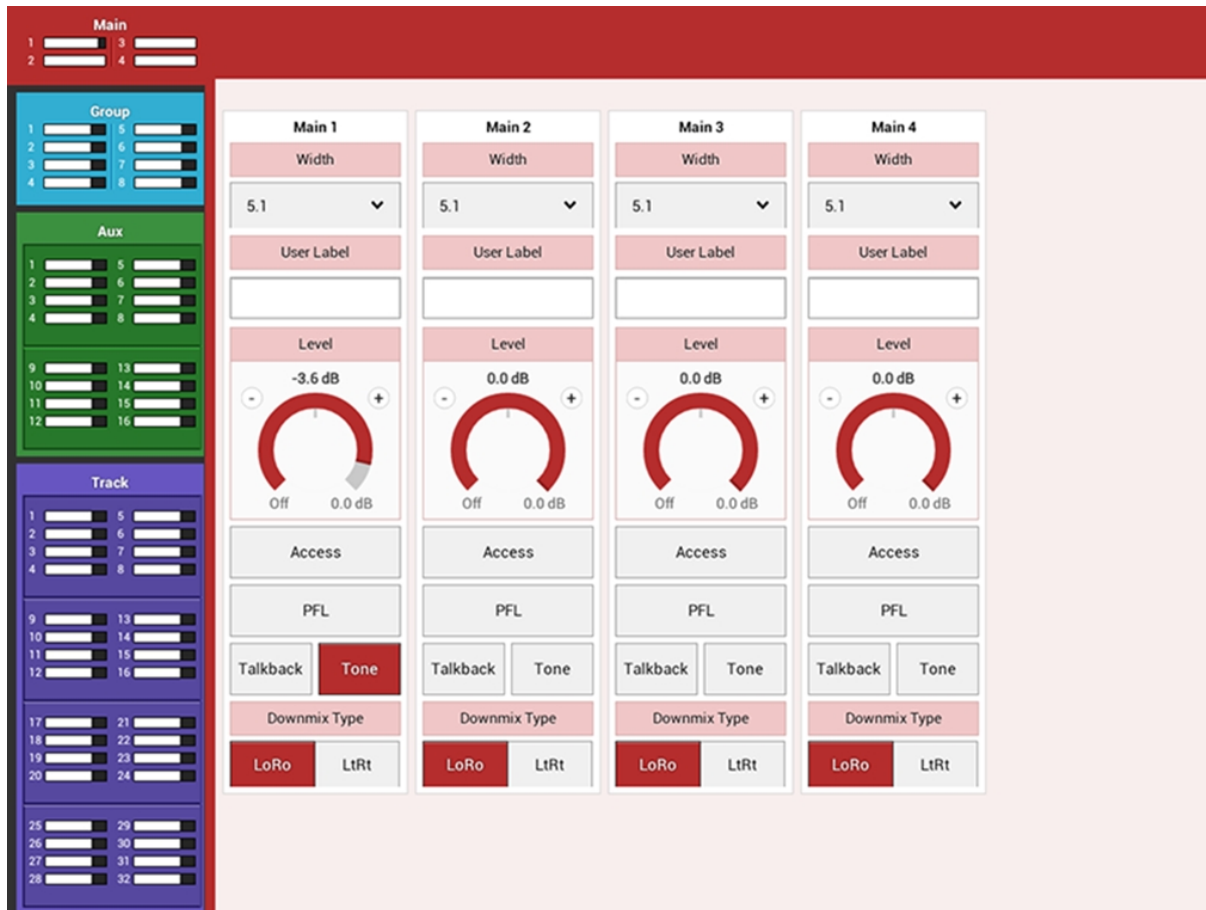 Main
1 3
2 4
Group
1 5
2 6
3 7
4 8
Aux
1 5
2 6
3 7
4 8
9 13
10 14
11 15
12 16
Track
1 5
2 6
3 7
4 8
9 13
10 14
11 15
12 16
17 21
18 22
19 23
20 24
25 29
26 30
27 31
28 32
Main 1 Main 2 Main 3 Main 4
Width Width Width Width
5.1 5.1 5.1 5.1
User Label User Label User Label User Label
Level Level Level Level
-3.6 dB 0.0 dB 0.0 dB 0.0 dB
- + - + - + - +
Off 0.0 dB Off 0.0 dB Off 0.0 dB Off 0.0 dB
Access Access Access Access
PFL PFL PFL PFL
Talkback Tone Talkback Tone Talkback Tone Talkback Tone
Downmix Type Downmix Type Downmix Type Downmix Type
LoRo LtRt LoRo LtRt LoRo LtRt LoRo LtRt